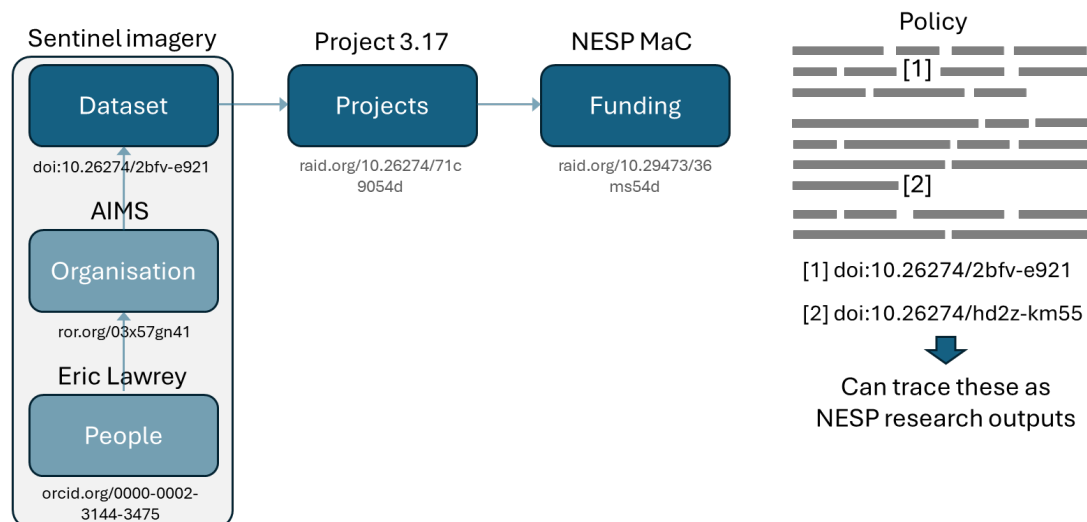 Sentinel imagery
Dataset
doi:10.26274/2bfv-e921
AIMS
Organisation
ror.org/03x57gn41
Eric Lawrey
People
orcid.org/0000-0002-
3144-3475
Project 3.17
Projects
raid.org/10.26274/71c
9054d
NESP MaC
Funding
raid.org/10.29473/36
ms54d
Policy
[1]
[2]
[1] doi:10.26274/2bfv-e921
[2] doi:10.26274/hd2z-km55
Can trace these as
NESP research outputs